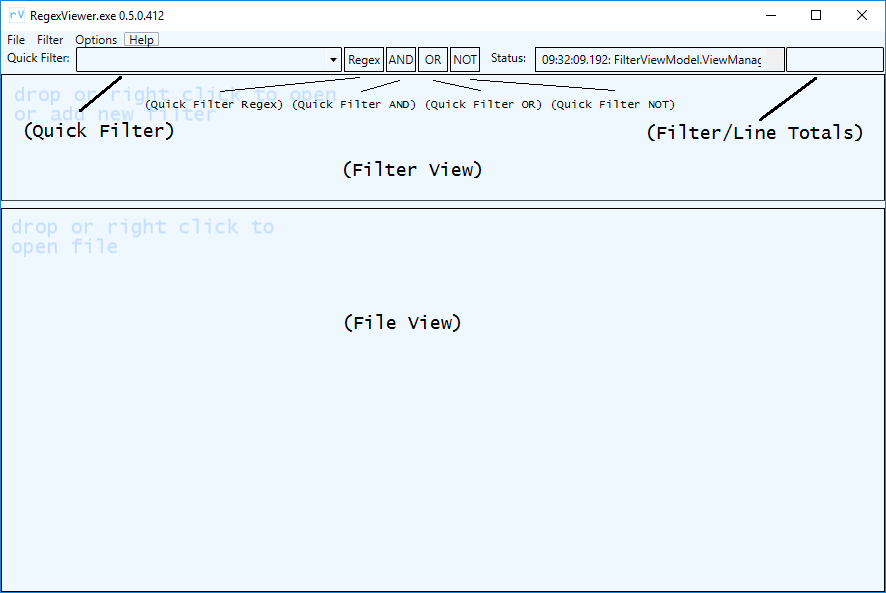 rV RegexViewer.exe 0.5.0.412
File Filter Options Help
Quick Filter: Regex AND OR NOT Status: 09:32:09.192: FilterViewModel.ViewManag
drop or right click to open
or add new filter
(Quick Filter Regex) (Quick Filter AND) (Quick Filter OR) (Quick Filter NOT)
(Quick Filter) (Filter/Line Totals)
(Filter View)
drop or right click to
open file
(File View)